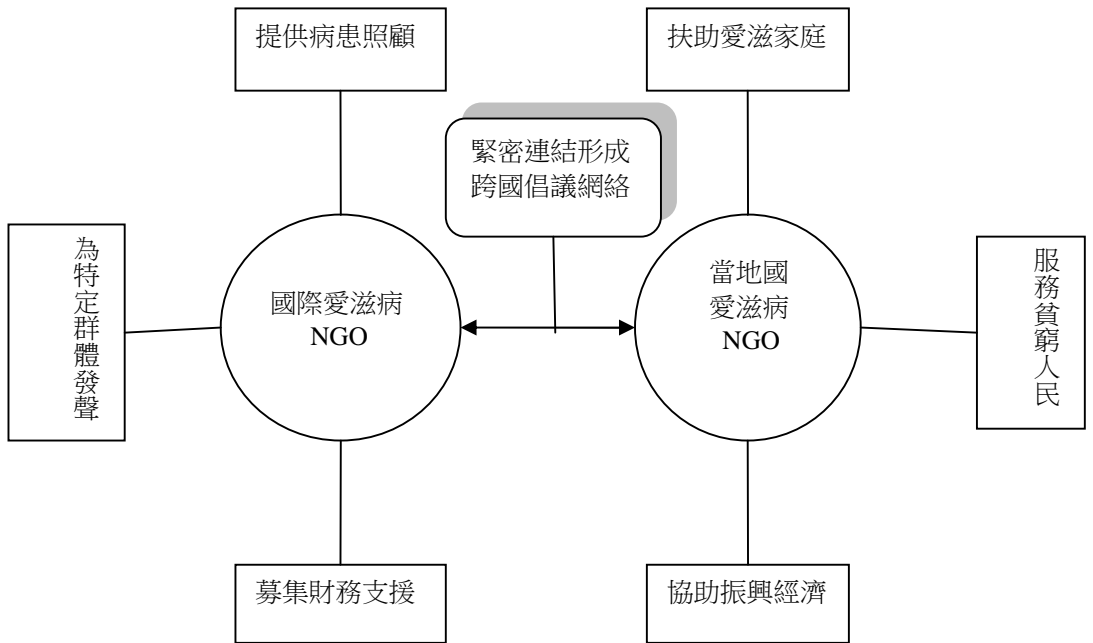 提供病患照顧
扶助愛滋家庭
緊密連結形成
跨國倡議網絡
為特定群體發聲
國際愛滋病
NGO
當地國
愛滋病
NGO
服務貧窮人民
募集財務支援
協助振興經濟